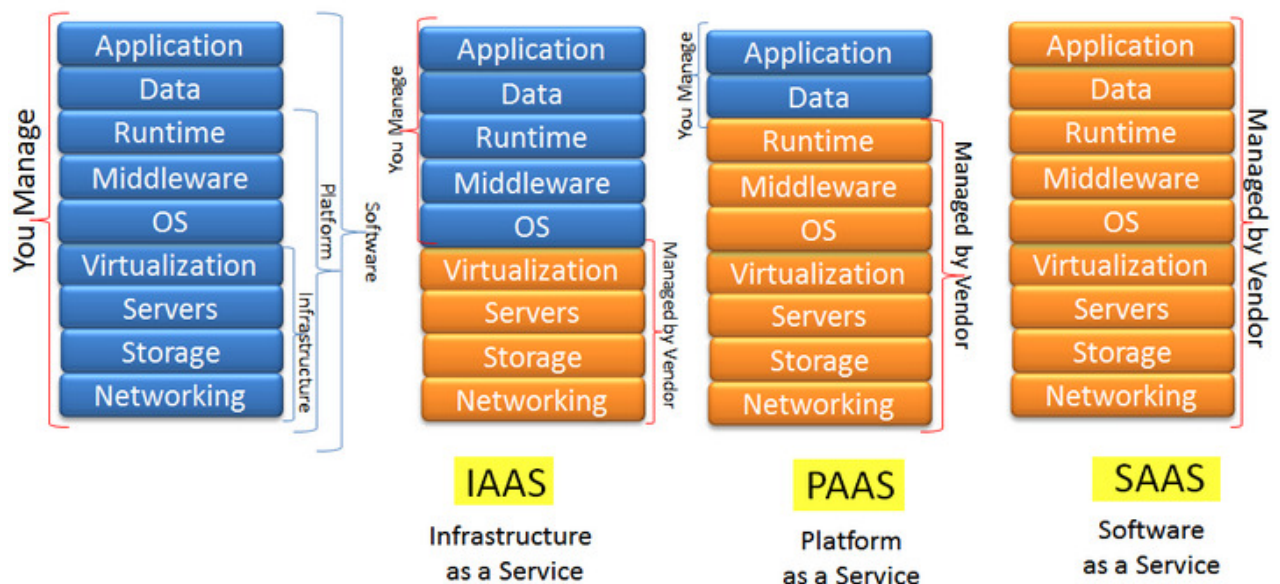 You Manage
Application
Data
Runtime
Middleware
OS
Virtualization
Servers
Storage
Networking
Infrastructure
Platform
Software
You Manage
Application
Data
Runtime
Middleware
OS
Virtualization
Servers
Storage
Networking
Managed by Vendor
IAAS
Infrastructure
as a Service
You Manage
Application
Data
Runtime
Middleware
OS
Virtualization
Servers
Storage
Networking
Managed by Vendor
PAAS
Platform
as a Service
Application
Data
Runtime
Middleware
OS
Virtualization
Servers
Storage
Networking
Managed by Vendor
SAAS
Software
as a Service